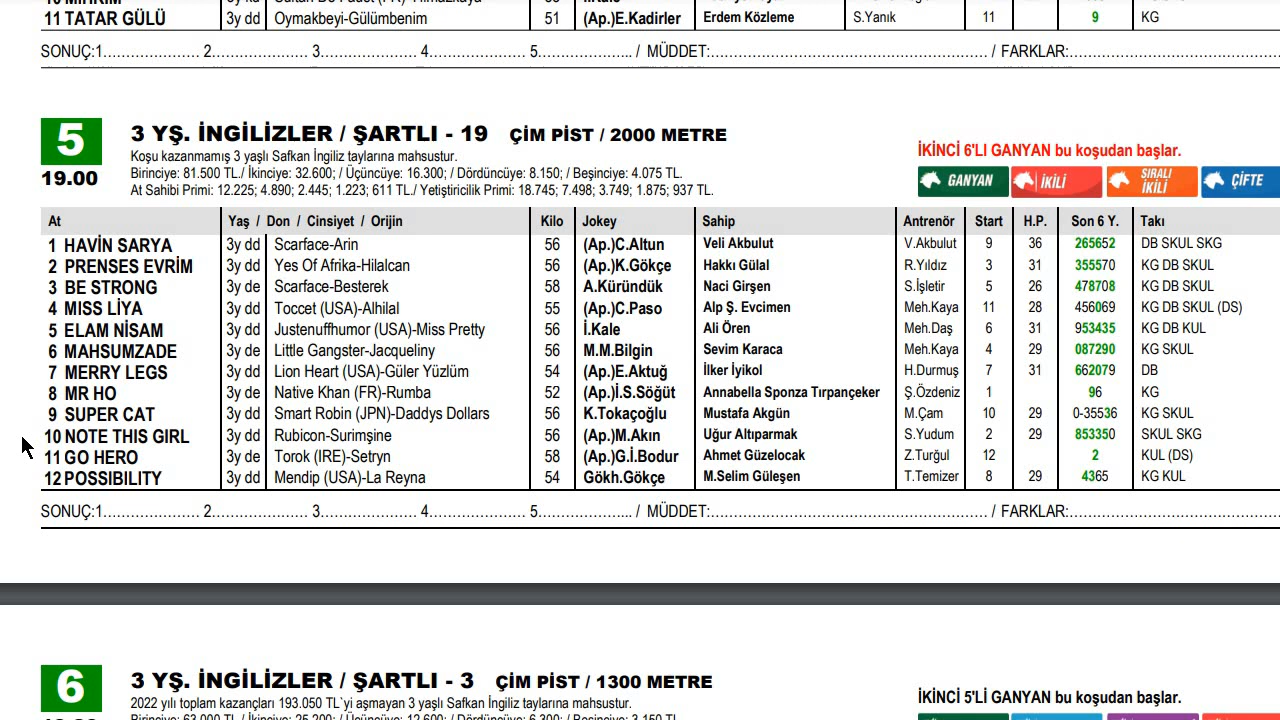 11 TATAR GÜLÜ 3y dd Oymakbeyi-Gülümbenim 51 (Ap.)E.Kadirler Erdem Közleme S.Yanık 11 9 KG
SONUÇ:1........................ 2........................ 3........................ 4........................ 5....................... / MÜDDET:................................................................ / FARKLAR:................................................
5 3 YŞ. İNGİLİZLER / ŞARTLI - 19 ÇİM PİST / 2000 METRE
19.00
Koşu kazanmamış 3 yaşlı Safkan İngiliz taylarına mahsustur.
Birinciye: 81.500 TL./ İkinciye: 32.600; / Üçüncüye: 16.300; / Dördüncüye: 8.150; / Beşinciye: 4.075 TL.
At Sahibi Primi: 12.225; 4.890; 2.445; 1.223; 611 TL./ Yetiştiricilik Primi: 18.745; 7.498; 3.749; 1.875; 937 TL.
İKİNCİ 6'LI GANYAN bu koşudan başlar.
GANYAN İKİLİ SIRALI İKİLİ ÇİFTE
At Yaş / Don / Cinsiyet / Orijin Kilo Jokey Sahip Antrenör Start H.P. Son 6 Y. Takı
1 HAVİN SARYA 3y dd Scarface-Arin 56 (Ap.)C.Altun Veli Akbulut V.Akbulut 9 36 265652 DB SKUL SKG
2 PRENSES EVRİM 3y dd Yes Of Afrika-Hilalcan 56 (Ap.)K.Gökçe Hakkı Gülal R.Yıldız 3 31 355570 KG DB SKUL
3 BE STRONG 3y de Scarface-Besterek 58 A.Küründük Naci Girşen S.İşletir 5 26 478708 KG DB SKUL
4 MISS LİYA 3y dd Toccet (USA)-Alhilal 55 (Ap.)C.Paso Alp Ş. Evcimen Meh.Kaya 11 28 456069 KG DB SKUL (DS)
5 ELAM NİSAM 3y dd Justenuffhumor (USA)-Miss Pretty 56 İ.Kale Ali Ören Meh.Daş 6 31 953435 KG DB KUL
6 MAHSUMZADE 3y de Little Gangster-Jacqueliny 56 M.M.Bilgin Sevim Karaca Meh.Kaya 4 29 087290 KG SKUL
7 MERRY LEGS 3y dd Lion Heart (USA)-Güler Yüzlüm 54 (Ap.)E.Aktuğ İlker İyikol H.Durmuş 7 31 662079 DB
8 MR HO 3y de Native Khan (FR)-Rumba 52 (Ap.)İ.S.Söğüt Annabella Sponza Tırpançeker Ş.Özdeniz 1 96 KG
9 SUPER CAT 3y dd Smart Robin (JPN)-Daddys Dollars 56 K.Tokaçoğlu Mustafa Akgün M.Çam 10 29 0-35536 KG SKUL
10 NOTE THIS GIRL 3y dd Rubicon-Surimşine 56 (Ap.)M.Akın Uğur Altıparmak S.Yudum 2 29 853350 SKUL SKG
11 GO HERO 3y de Torok (IRE)-Setryn 58 (Ap.)G.İ.Bodur Ahmet Güzelocak Z.Turğul 12 2 KUL (DS)
12 POSSIBILITY 3y dd Mendip (USA)-La Reyna 54 Gökh.Gökçe M.Selim Güleşen T.Temizer 8 29 4365 KG KUL
SONUÇ:1........................ 2........................ 3........................ 4........................ 5....................... / MÜDDET:................................................................ / FARKLAR:................................................
6 3 YŞ. İNGİLİZLER / ŞARTLI - 3 ÇİM PİST / 1300 METRE
2022 yılı toplam kazançları 193.050 TL`yi aşmayan 3 yaşlı Safkan İngiliz taylarına mahsustur.
İKİNCİ 5'Lİ GANYAN bu koşudan başlar.
Birinciye: 63.000 TL./ İkinciye: 25.200; / Üçüncüye: 12.600; / Dördüncüye: 6.300; / Beşinciye: 3.150 TL.